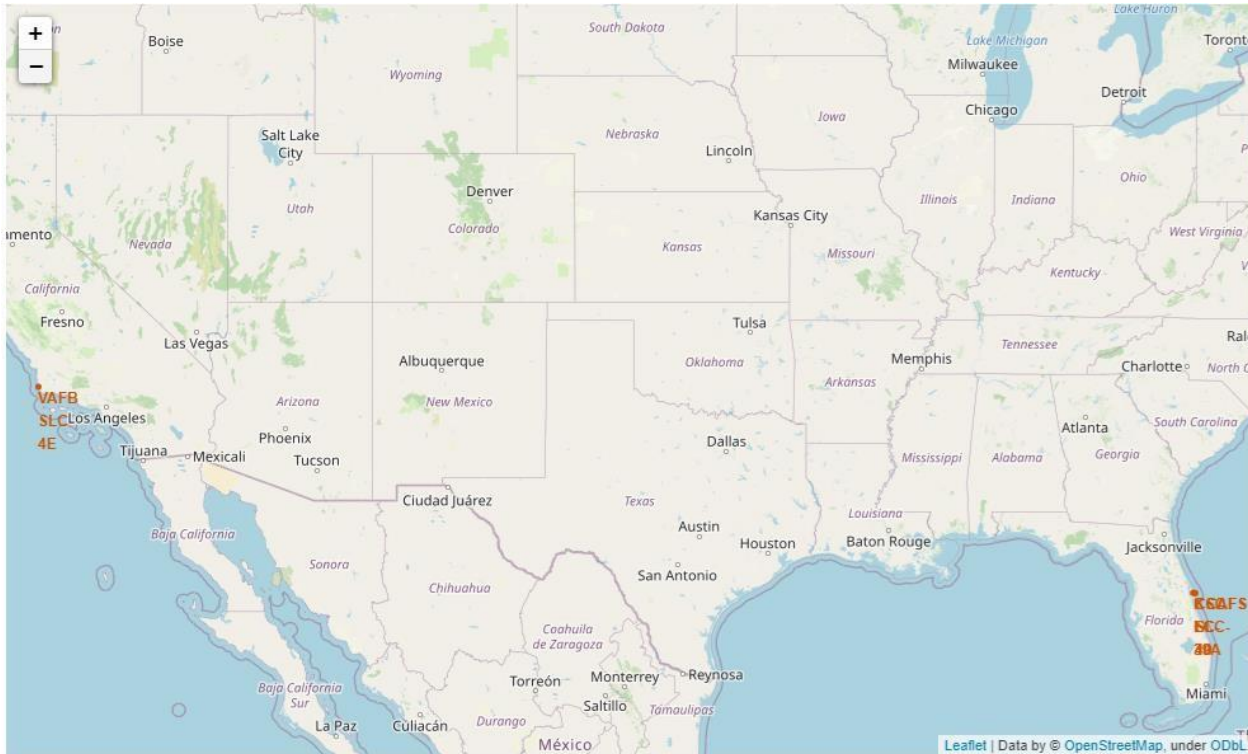 +
−
South Dakota
Lake Huron
Boise
Lake Michigan
Toronto
Wyoming
Milwaukee
Detroit
Chicago
Iowa
Nebraska
Salt Lake
City
Lincoln
Ohio
Denver
Illinois
Indiana
Utah
Kansas City
Colorado
West Virginia
amento
Nevada
Kansas
Missouri
Kentucky
California
Fresno
Tulsa
Las Vegas
Tennessee
Ral
Albuquerque
Oklahoma
Memphis
Charlotte
North C
Arkansas
VAFB
SLC-
4E
Los Angeles
Arizona
New Mexico
South Carolina
Phoenix
Dallas
Atlanta
Tijuana
Mexicali
Tucson
Mississippi
Alabama
Georgia
Ciudad Juárez
Texas
Louisiana
Baja California
Austin
Houston
Baton Rouge
Jacksonville
Sonora
Chihuahua
San Antonio
Florida
Coahuila
de Zaragoza
Torreón
Monterrey
Reynosa
Baja California
Sur
Saltillo
Tamaulipas
Miami
La Paz
Culiacán
Durango
México
Leaflet | Data by © OpenStreetMap, under ODbL.